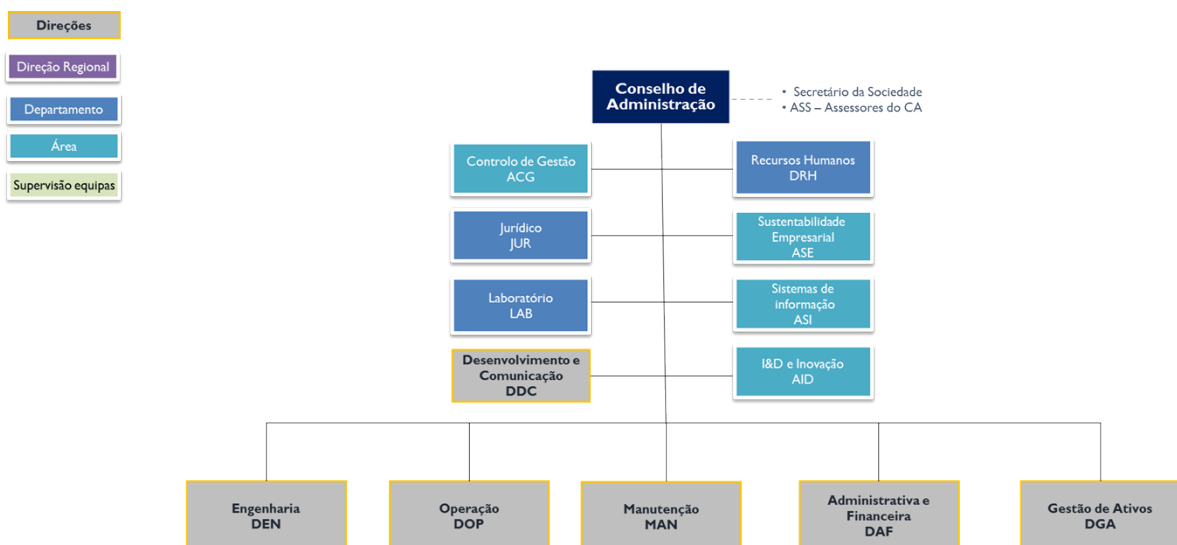 Direções
Direção Regional
Departamento
Área
Supervisão equipas
Conselho de
Administração
• Secretário da Sociedade
• ASS – Assessores do CA
Controlo de Gestão
ACG
Recursos Humanos
DRH
Jurídico
JUR
Sustentabilidade
Empresarial
ASE
Laboratório
LAB
Sistemas de
informação
ASI
Desenvolvimento e
Comunicação
DDC
I&D e Inovação
AID
Engenharia
DEN
Operação
DOP
Manutenção
MAN
Administrativa e
Financeira
DAF
Gestão de Ativos
DGA